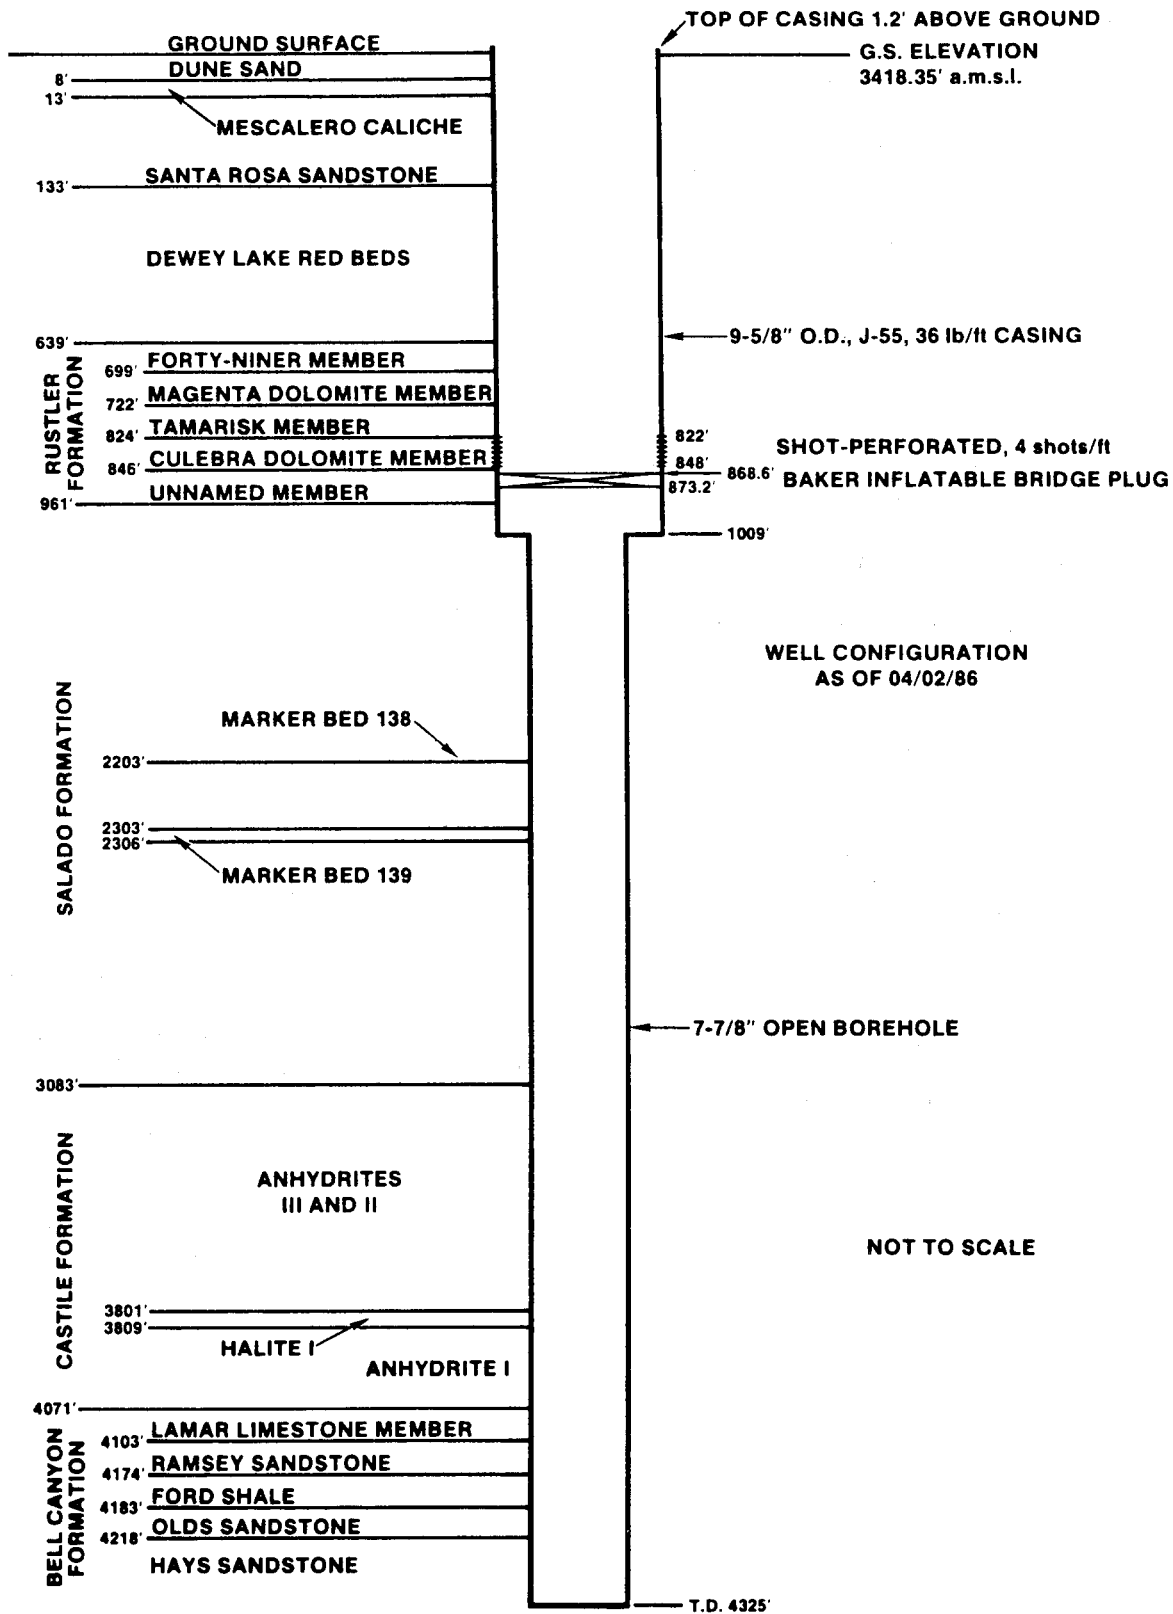 TOP OF CASING 1.2' ABOVE GROUND
GROUND SURFACE
G.S. ELEVATION
3418.35' a.m.s.l.
DUNE SAND
8'
13'
MESCALERO CALICHE
SANTA ROSA SANDSTONE
133'
DEWEY LAKE RED BEDS
9-5/8" O.D., J-55, 36 lb/ft CASING
639'
RUSTLER
FORMATION
FORTY-NINER MEMBER
699'
MAGENTA DOLOMITE MEMBER
722'
TAMARISK MEMBER
824'
822'
SHOT-PERFORATED, 4 shots/ft
CULEBRA DOLOMITE MEMBER
846'
848'
868.6'
BAKER INFLATABLE BRIDGE PLUG
873.2'
UNNAMED MEMBER
961'
1009'
WELL CONFIGURATION
AS OF 04/02/86
SALADO FORMATION
MARKER BED 138
2203'
2303'
2306'
MARKER BED 139
7-7/8" OPEN BOREHOLE
3083'
CASTILE FORMATION
ANHYDRITES
III AND II
NOT TO SCALE
3801'
3809'
HALITE I
ANHYDRITE I
4071'
BELL CANYON
FORMATION
LAMAR LIMESTONE MEMBER
4103'
RAMSEY SANDSTONE
4174'
FORD SHALE
4183'
OLDS SANDSTONE
4218'
HAYS SANDSTONE
T.D. 4325'